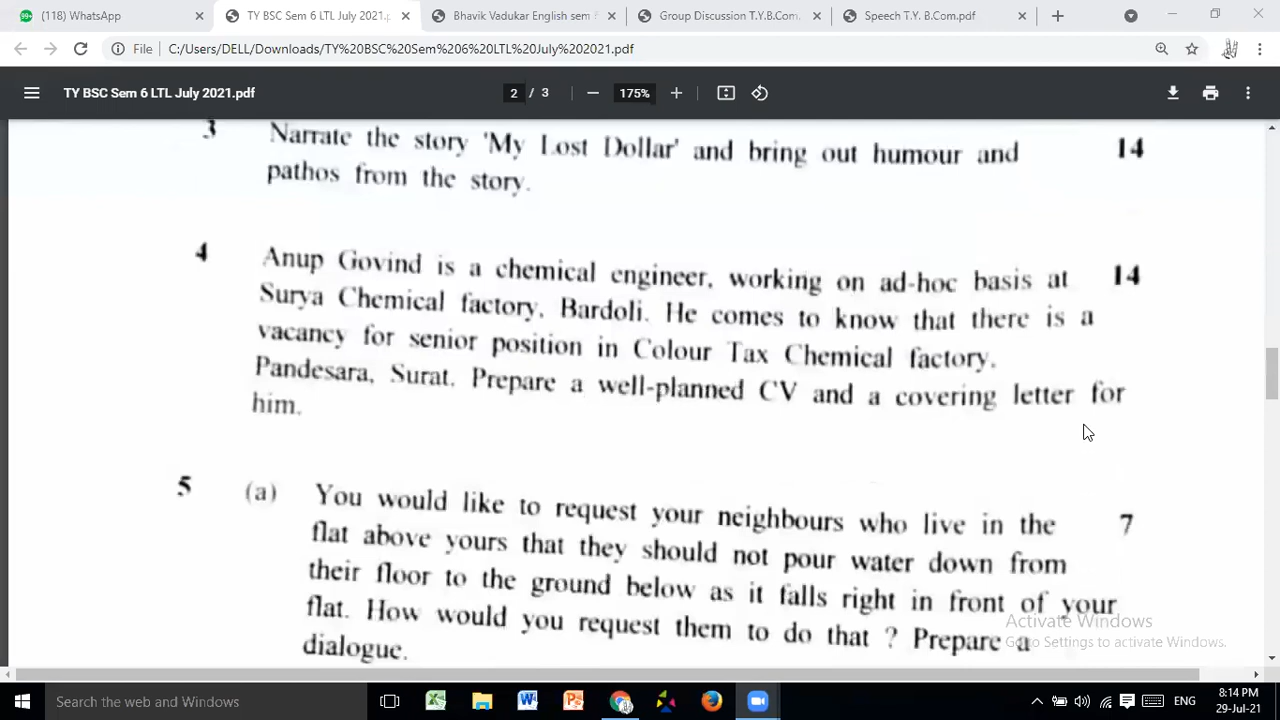 (118) WhatsApp
TY BSC Sem 6 LTL July 2021.p
Bhavik Vadukar English sem 6
Group Discussion T.Y.B.Com.
Speech T.Y. B.Com.pdf
File
C:/Users/DELL/Downloads/TY%20BSC%20Sem%206%20LTL%20July%202021.pdf
TY BSC Sem 6 LTL July 2021.pdf
2 / 3
175%
3 Narrate the story 'My Lost Dollar' and bring out humour and 14
pathos from the story.
4 Anup Govind is a chemical engineer, working on ad-hoc basis at 14
Surya Chemical factory, Bardoli. He comes to know that there is a
vacancy for senior position in Colour Tax Chemical factory.
Pandesara, Surat. Prepare a well-planned CV and a covering letter for
him.
5 (a) You would like to request your neighbours who live in the 7
flat above yours that they should not pour water down from
their floor to the ground below as it falls right in front of your
flat. How would you request them to do that ? Prepare a
dialogue.
Activate Windows
Go to Settings to activate Windows.
Search the web and Windows
ENG
8:14 PM
29-Jul-21